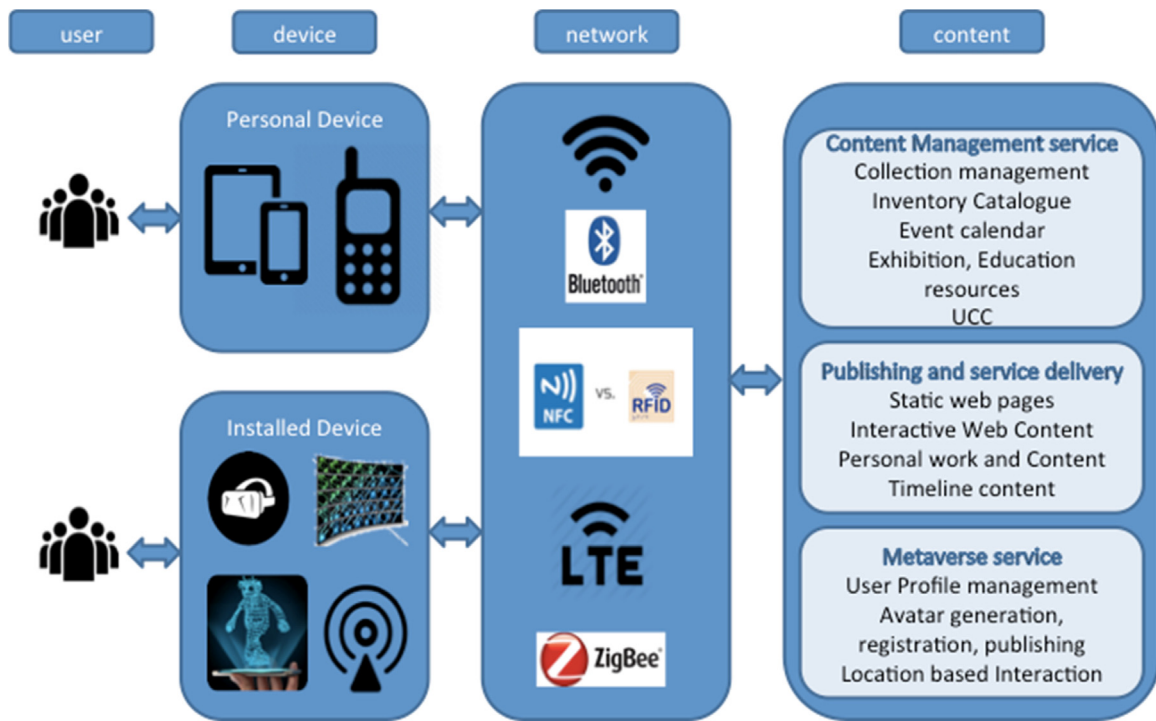 user
device
network
content
Personal Device
Bluetooth
NFC
vs.
RFID
LTE
ZigBee
Installed Device
Content Management service
Collection management
Inventory Catalogue
Event calendar
Exhibition, Education
resources
UCC
Publishing and service delivery
Static web pages
Interactive Web Content
Personal work and Content
Timeline content
Metaverse service
User Profile management
Avatar generation,
registration, publishing
Location based Interaction